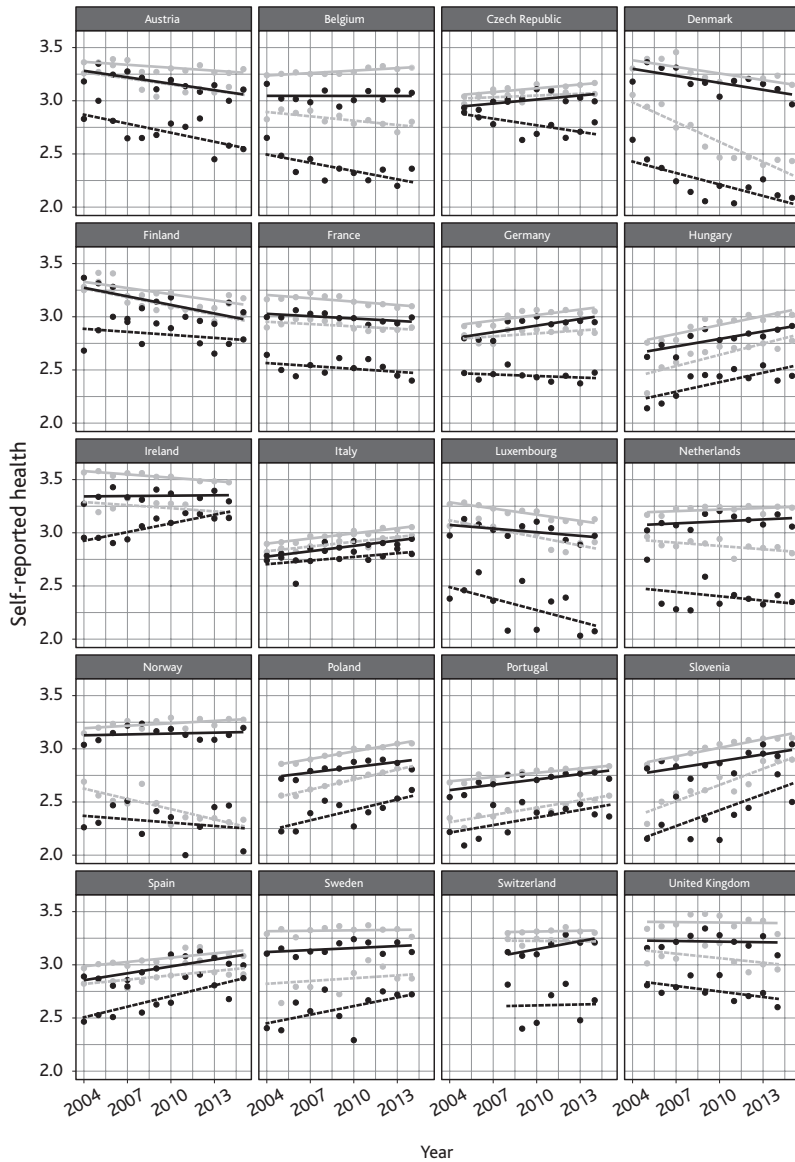 Austria Belgium Czech Republic Denmark
3.5
3.0
2.5
2.0
Finland France Germany Hungary
3.5
3.0
2.5
2.0
Ireland Italy Luxembourg Netherlands
3.5
3.0
2.5
2.0
Norway Poland Portugal Slovenia
3.5
3.0
2.5
2.0
Spain Sweden Switzerland United Kingdom
3.5
3.0
2.5
2.0
Self-reported health
2004 2007 2010 2013 2004 2007 2010 2013 2004 2007 2010 2013 2004 2007 2010 2013
Year